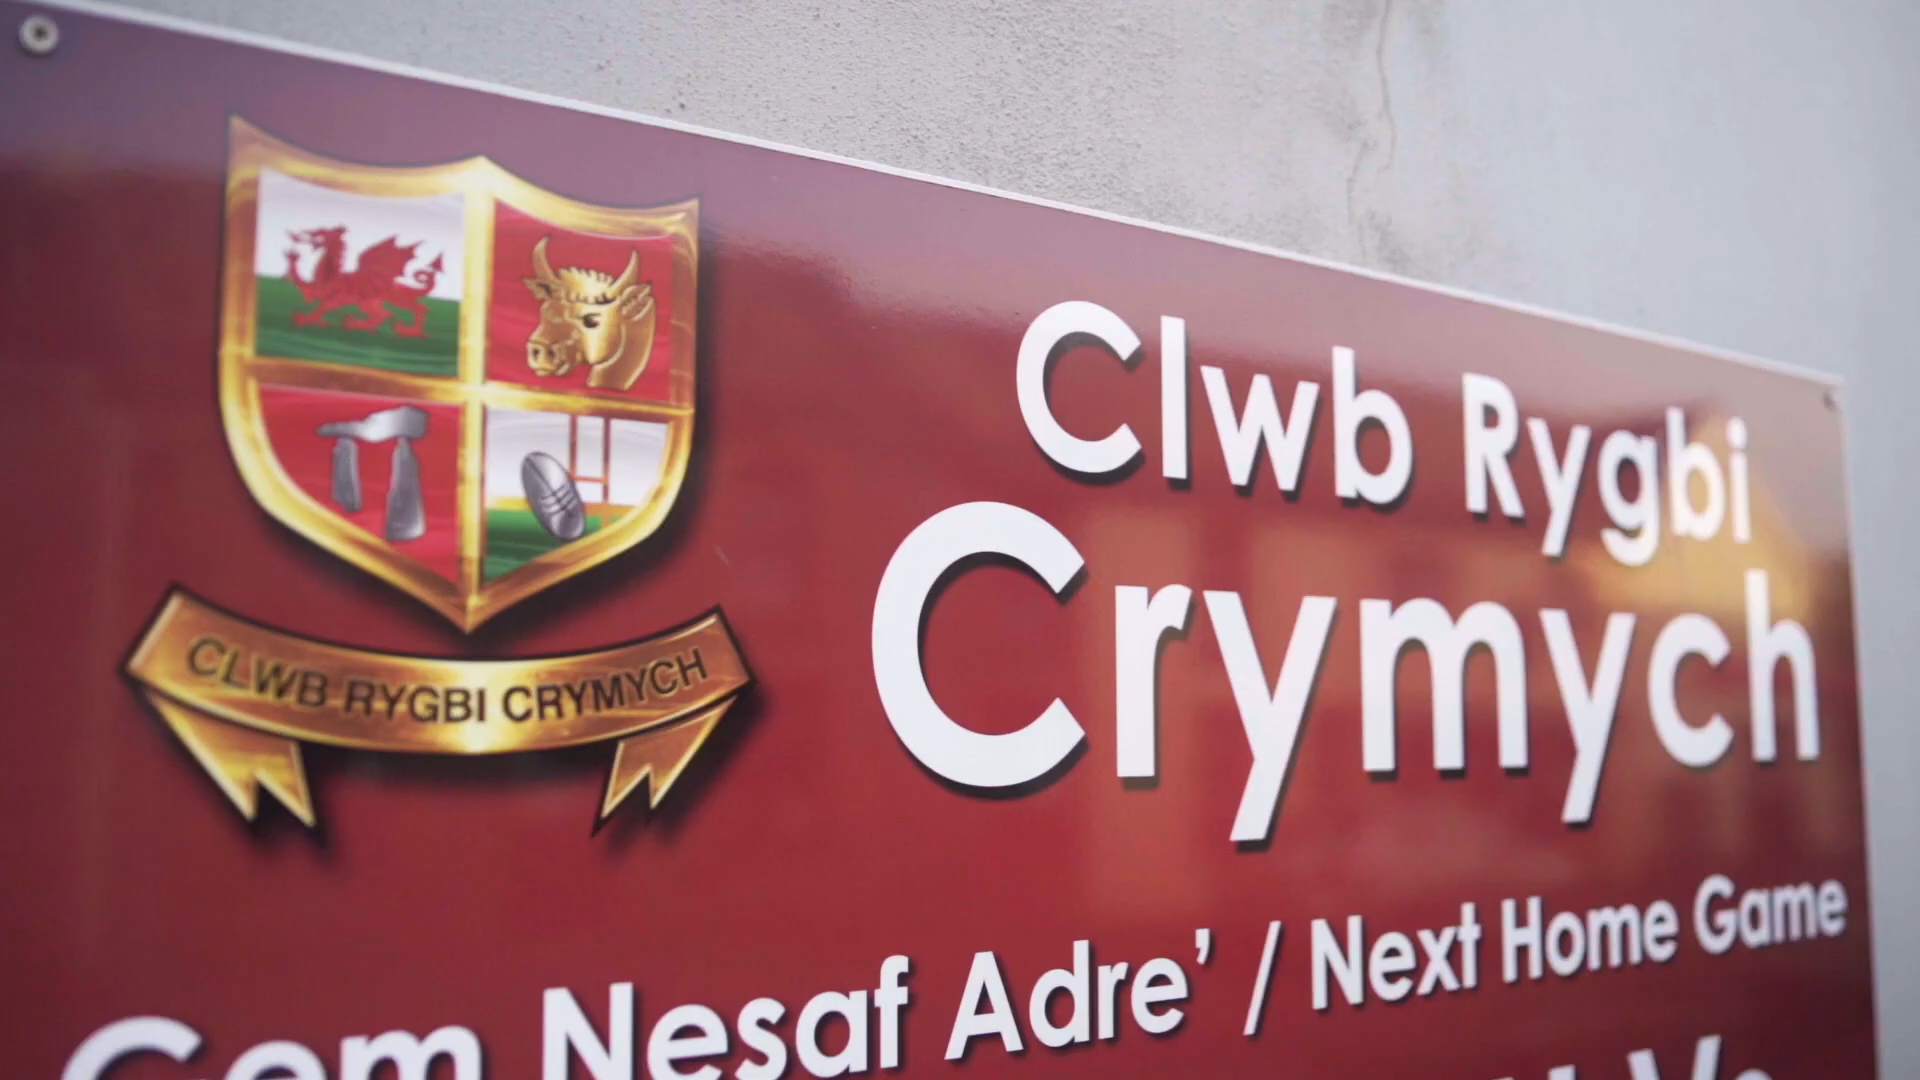 CLWB RYGBI CRYMYCH
Clwb Rygbi
Crymych
Gem Nesaf Adre' / Next Home Game